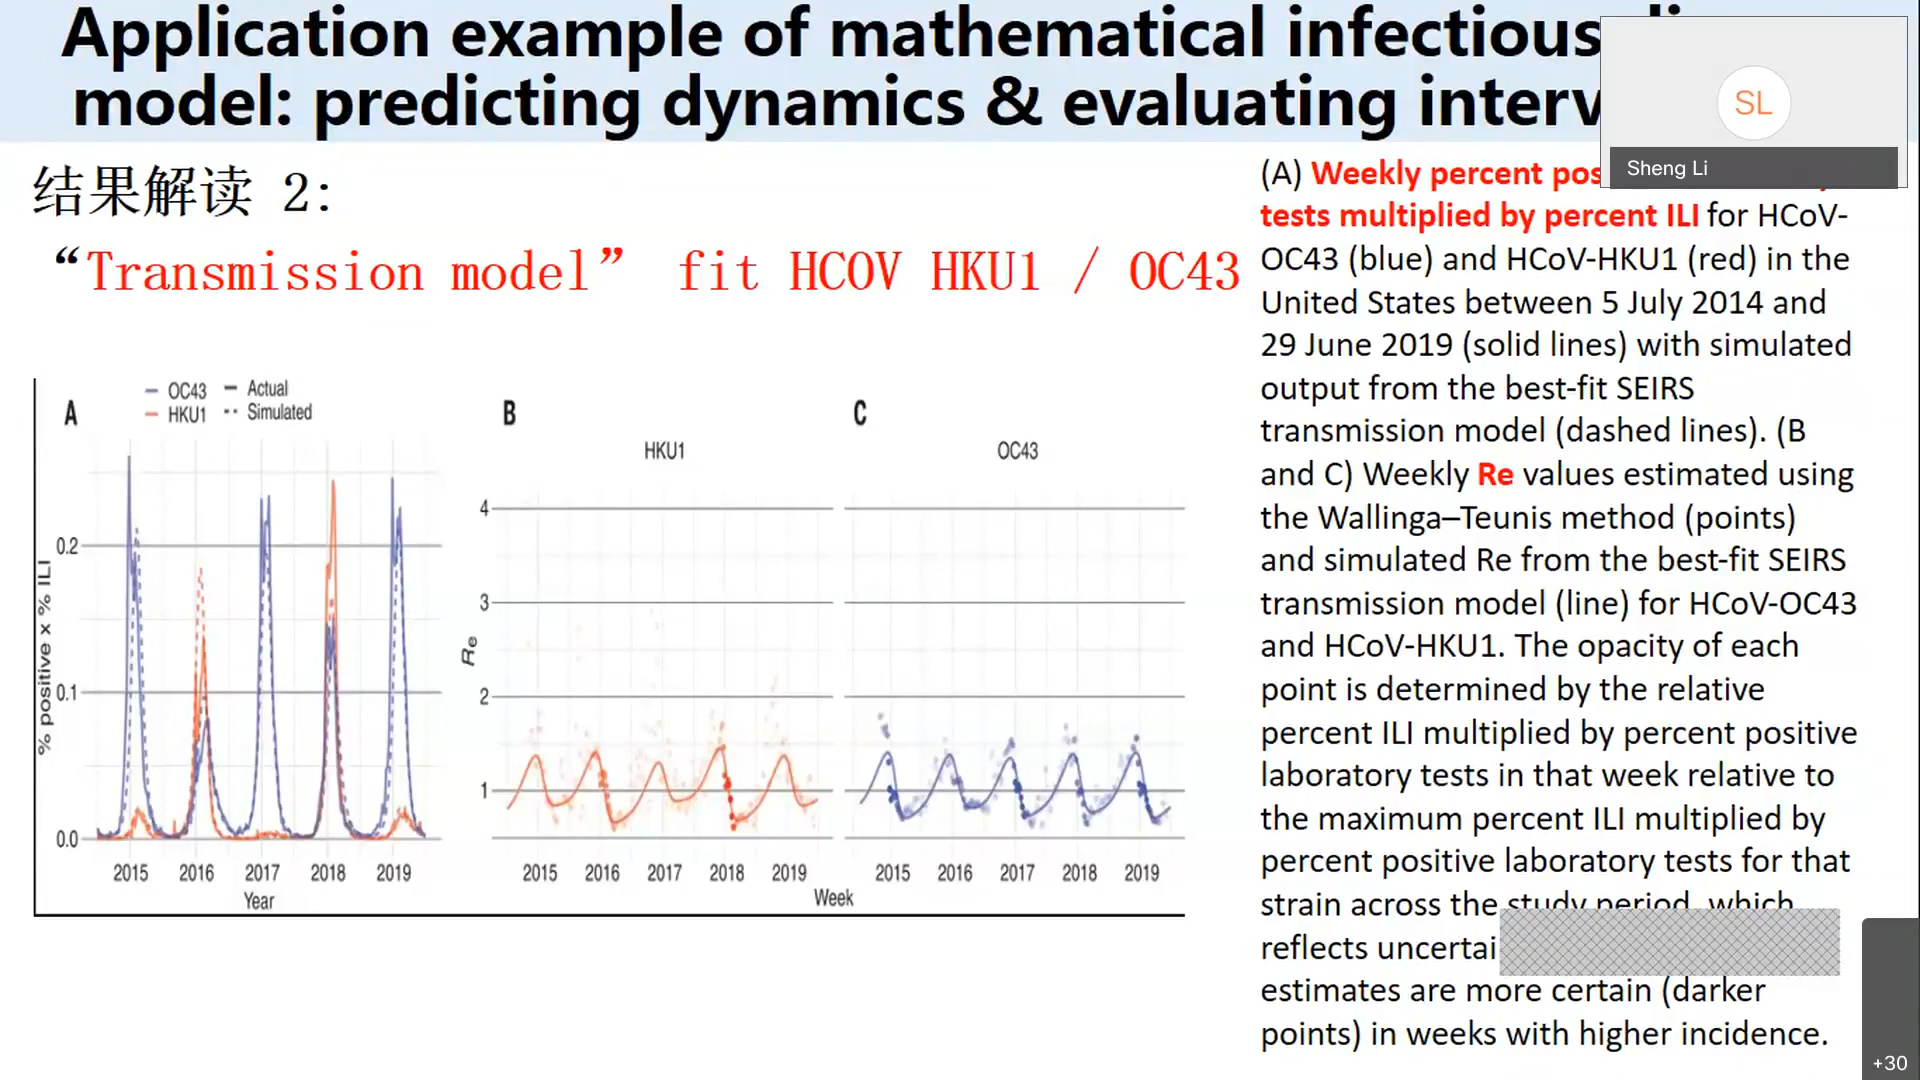 Application example of mathematical infectious
model: predicting dynamics & evaluating
SL
Sheng Li
结果解读 2:
“Transmission model” fit HCOV HKU1 / OC43
OC43 Actual
HKU1 Simulated
A
% positive x % ILI
0.2
0.1
0.0
2015 2016 2017 2018 2019
Year
B
HKU1
Re
4
3
2
1
2015 2016 2017 2018 2019
C
OC43
2015 2016 2017 2018 2019
Week
(A) Weekly percent
tests multiplied by percent ILI for HCoV-
OC43 (blue) and HCoV-HKU1 (red) in the
United States between 5 July 2014 and
29 June 2019 (solid lines) with simulated
output from the best-fit SEIRS
transmission model (dashed lines). (B
and C) Weekly Re values estimated using
the Wallinga–Teunis method (points)
and simulated Re from the best-fit SEIRS
transmission model (line) for HCoV-OC43
and HCoV-HKU1. The opacity of each
point is determined by the relative
percent ILI multiplied by percent positive
laboratory tests in that week relative to
the maximum percent ILI multiplied by
percent positive laboratory tests for that
strain across the study period, which
reflects
estimates are more certain (darker
points) in weeks with higher incidence.
+30